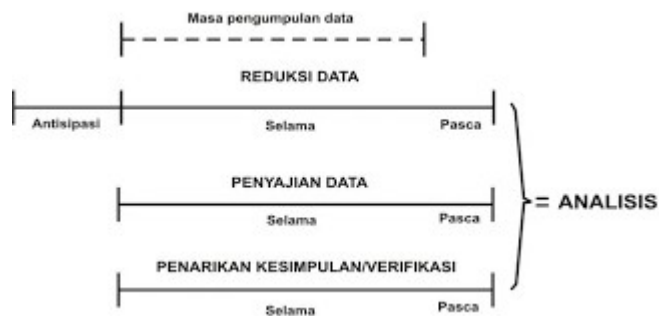 Masa pengumpulan data
REDUKSI DATA
Antisipasi Selama Pasca
PENYAJIAN DATA
Selama Pasca
= ANALISIS
PENARIKAN KESIMPULAN/VERIFIKASI
Selama Pasca